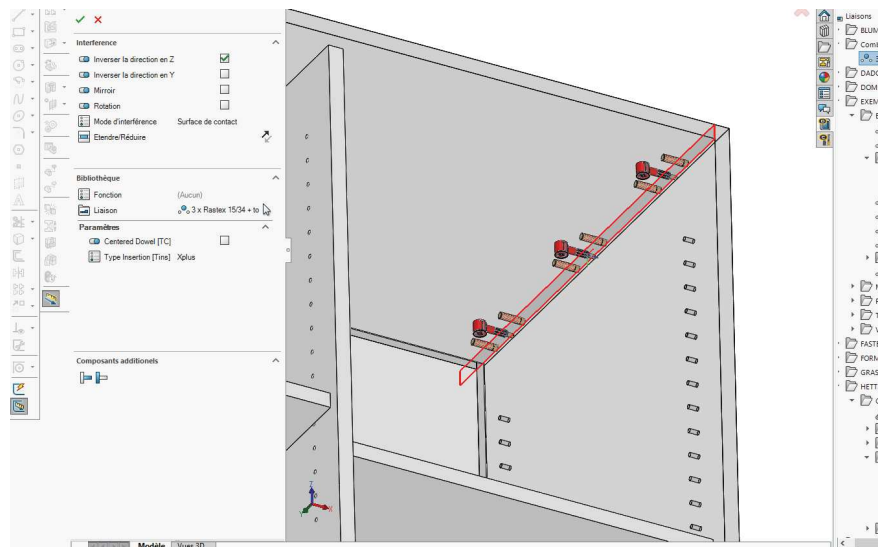 Liaisons
BLUM
Interference
Inverser la direction en Z
Inverser la direction en Y
Mirroir
Rotation
Mode d'interférence Surface de contact
Etendre/Réduire
Bibliothèque
Fonction (Aucun)
Liaison 3 x Rastex 15/34 + to
Paramètres
Centered Dowel [TC]
Type Insertion [Tins] Xplus
Composants additionels
Comb
DADO
DOM
EXEM
FASTE
FORM
GRAS
HETT
Z
Y
X
Modèle Vues 3D